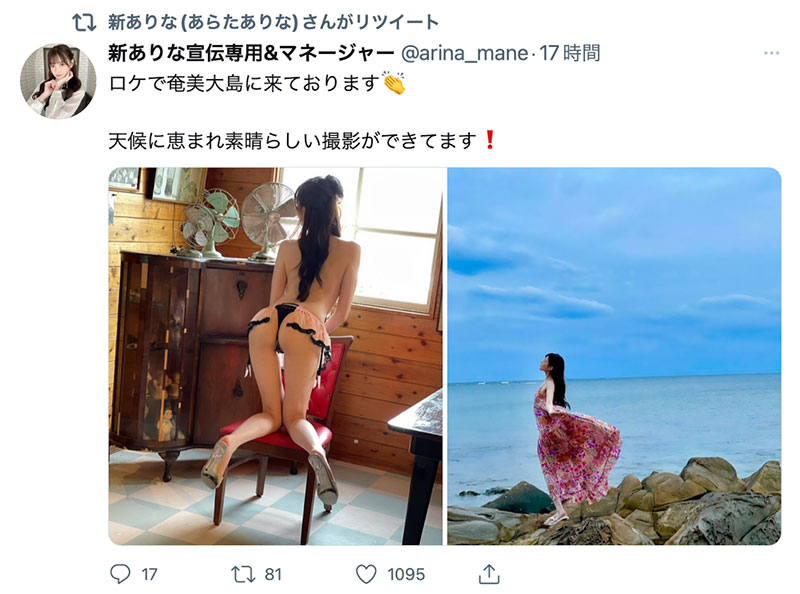 新ありな(あらたありな)さんがリツイート
新ありな宣伝専用&マネージャー @arina_mane·17時間
ロケで奄美大島に来ております👏
天候に恵まれ素晴らしい撮影ができてます❗
17 81 1095